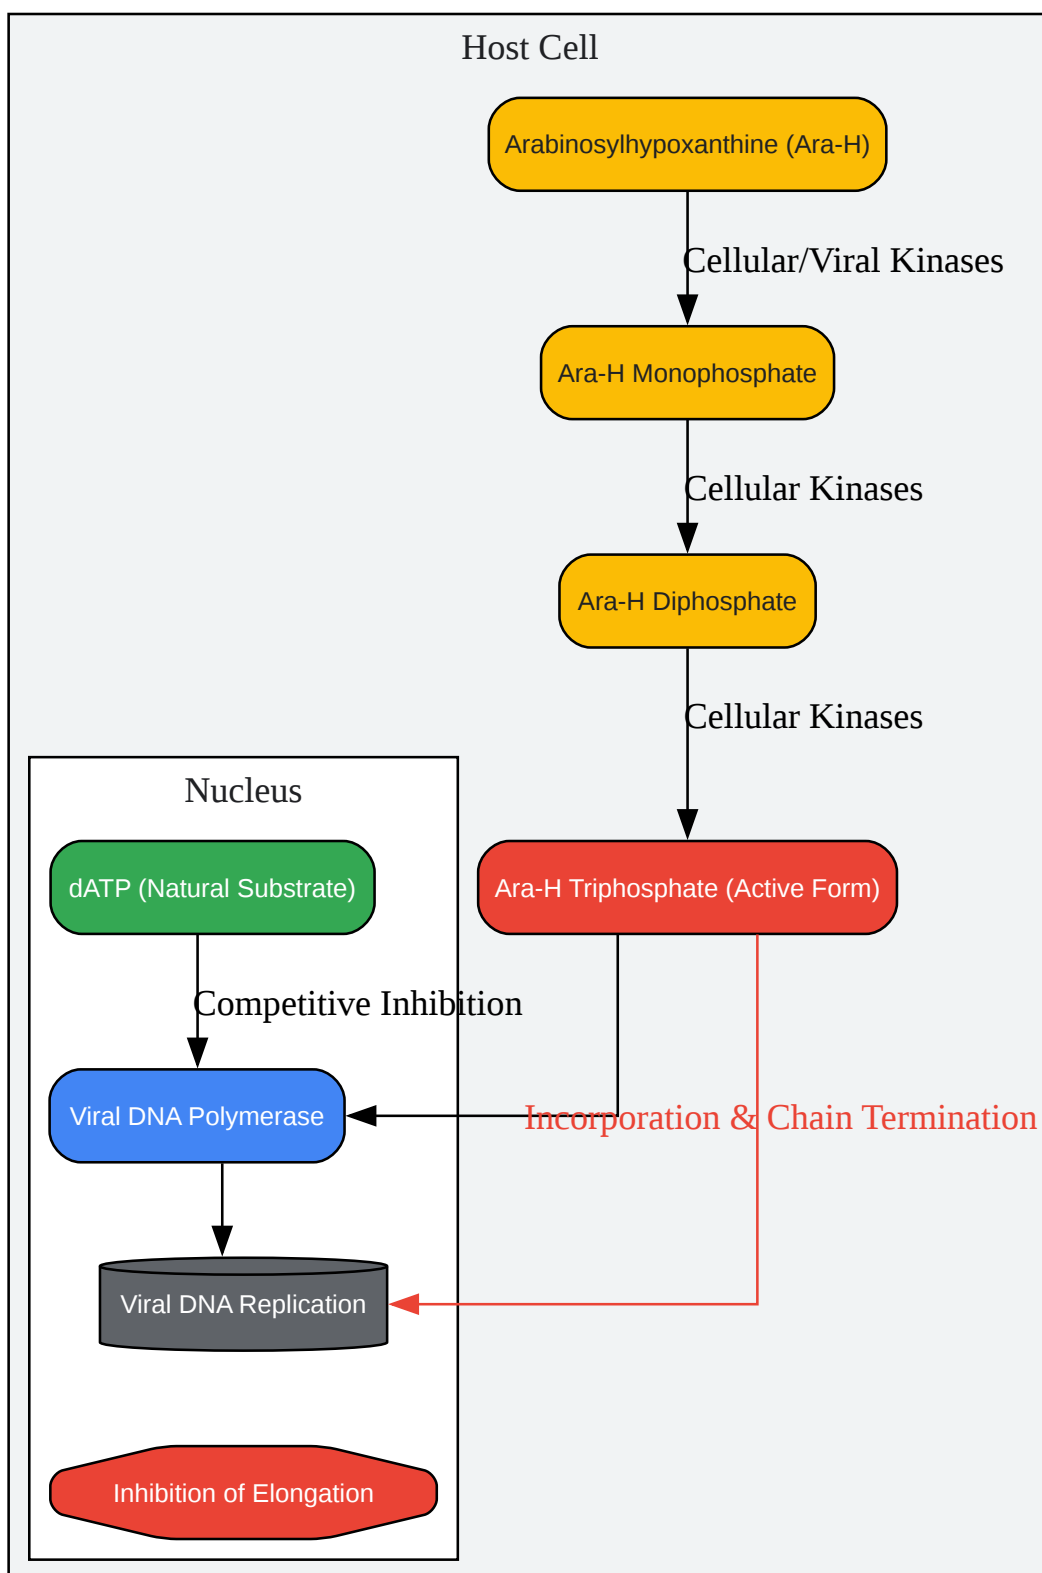 Host Cell
Arabinosylhypoxanthine (Ara-H)
Cellular/Viral Kinases
Ara-H Monophosphate
Cellular Kinases
Ara-H Diphosphate
Cellular Kinases
Nucleus
dATP (Natural Substrate)
Ara-H Triphosphate (Active Form)
Competitive Inhibition
Viral DNA Polymerase
Incorporation & Chain Termination
Viral DNA Replication
Inhibition of Elongation